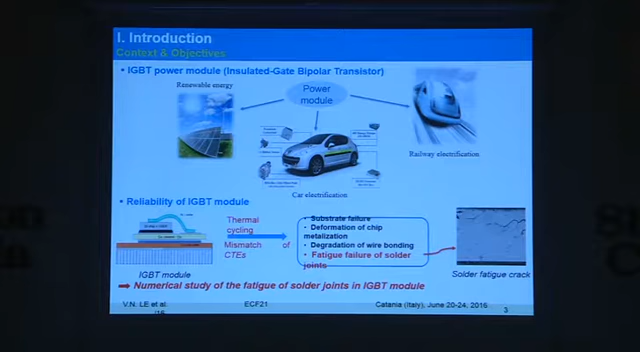 I. Introduction
Context & Objectives
• IGBT power module (Insulated-Gate Bipolar Transistor)
Renewable energy
Power
module
Railway electrification
Car electrification
• Reliability of IGBT module
Thermal
cycling
Mismatch of
CTEs
• Substrate failure
• Deformation of chip
metalization
• Degradation of wire bonding
• Fatigue failure of solder
joints
IGBT module
Solder fatigue crack
Numerical study of the fatigue of solder joints in IGBT module
V.N. LE et al.
ECF21
Catania (Italy), June 20-24, 2016
3